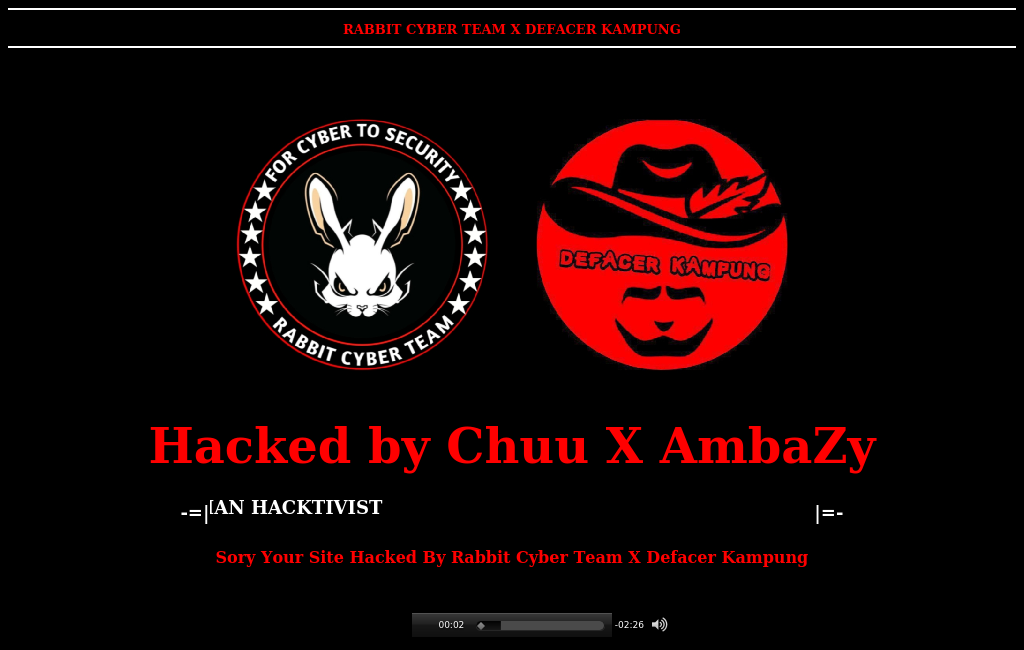 RABBIT CYBER TEAM X DEFACER KAMPUNG
FOR CYBER TO SECURITY
RABBIT CYBER TEAM
DEFACER KAMPUNG
Hacked by Chuu X AmbaZy
-=| AN HACKTIVIST |=-
Sory Your Site Hacked By Rabbit Cyber Team X Defacer Kampung
00:02 -02:26